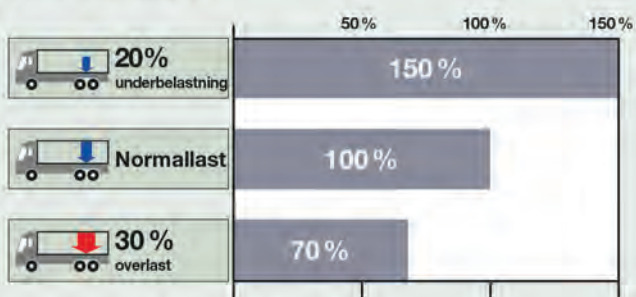 50 % 100 % 150 %
20 %
underbelastning
150 %
Normallast
100 %
30 %
overlast
70 %